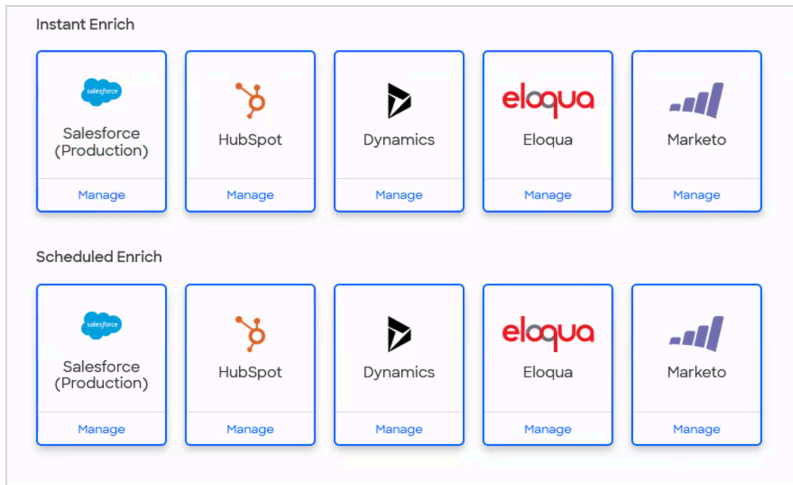 Instant Enrich
salesforce
Salesforce
(Production)
HubSpot
Dynamics
eloqua
Eloqua
Marketo
Manage
Manage
Manage
Manage
Manage
Scheduled Enrich
salesforce
Salesforce
(Production)
HubSpot
Dynamics
eloqua
Eloqua
Marketo
Manage
Manage
Manage
Manage
Manage